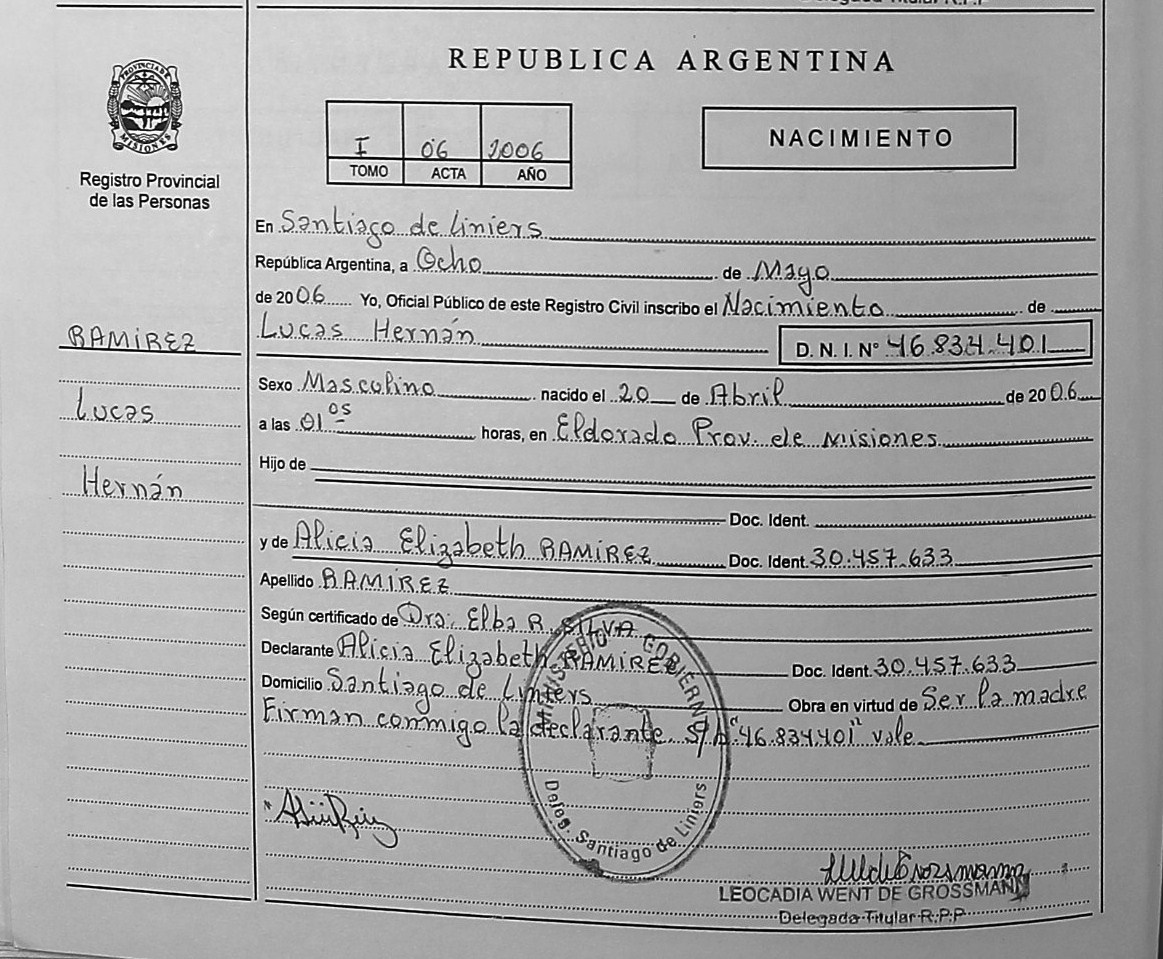 Delegada Titular R.P.P
REPUBLICA ARGENTINA
PROVINCIA DE
MISIONES
Registro Provincial
de las Personas
I 06 2006
TOMO ACTA AÑO
NACIMIENTO
En Santiago de Liniers
República Argentina, a Ocho de Mayo
de 2006 Yo, Oficial Público de este Registro Civil inscribo el Nacimiento de
Lucas Hernán D. N. I. Nº 46.834.401
RAMIREZ
Lucas
Hernán
Sexo Masculino nacido el 20 de Abril de 2006
a las 01 05 horas, en Eldorado Prov. de Misiones
Hijo de
Doc. Ident.
y de Alicia Elizabeth RAMIREZ Doc. Ident. 30.457.633
Apellido RAMIREZ
Según certificado de Dra. Elba R. SILVA
Declarante Alicia Elizabeth RAMIREZ Doc. Ident. 30.457.633
Domicilio Santiago de Liniers Obra en virtud de Ser la madre
Firman conmigo la declarante S/R "46.834.401" vale
MINISTERIO GOBIERNO
Deleg. Santiago de Liniers
LEOCADIA WENT DE GROSSMANN
Delegada Titular R.P.P